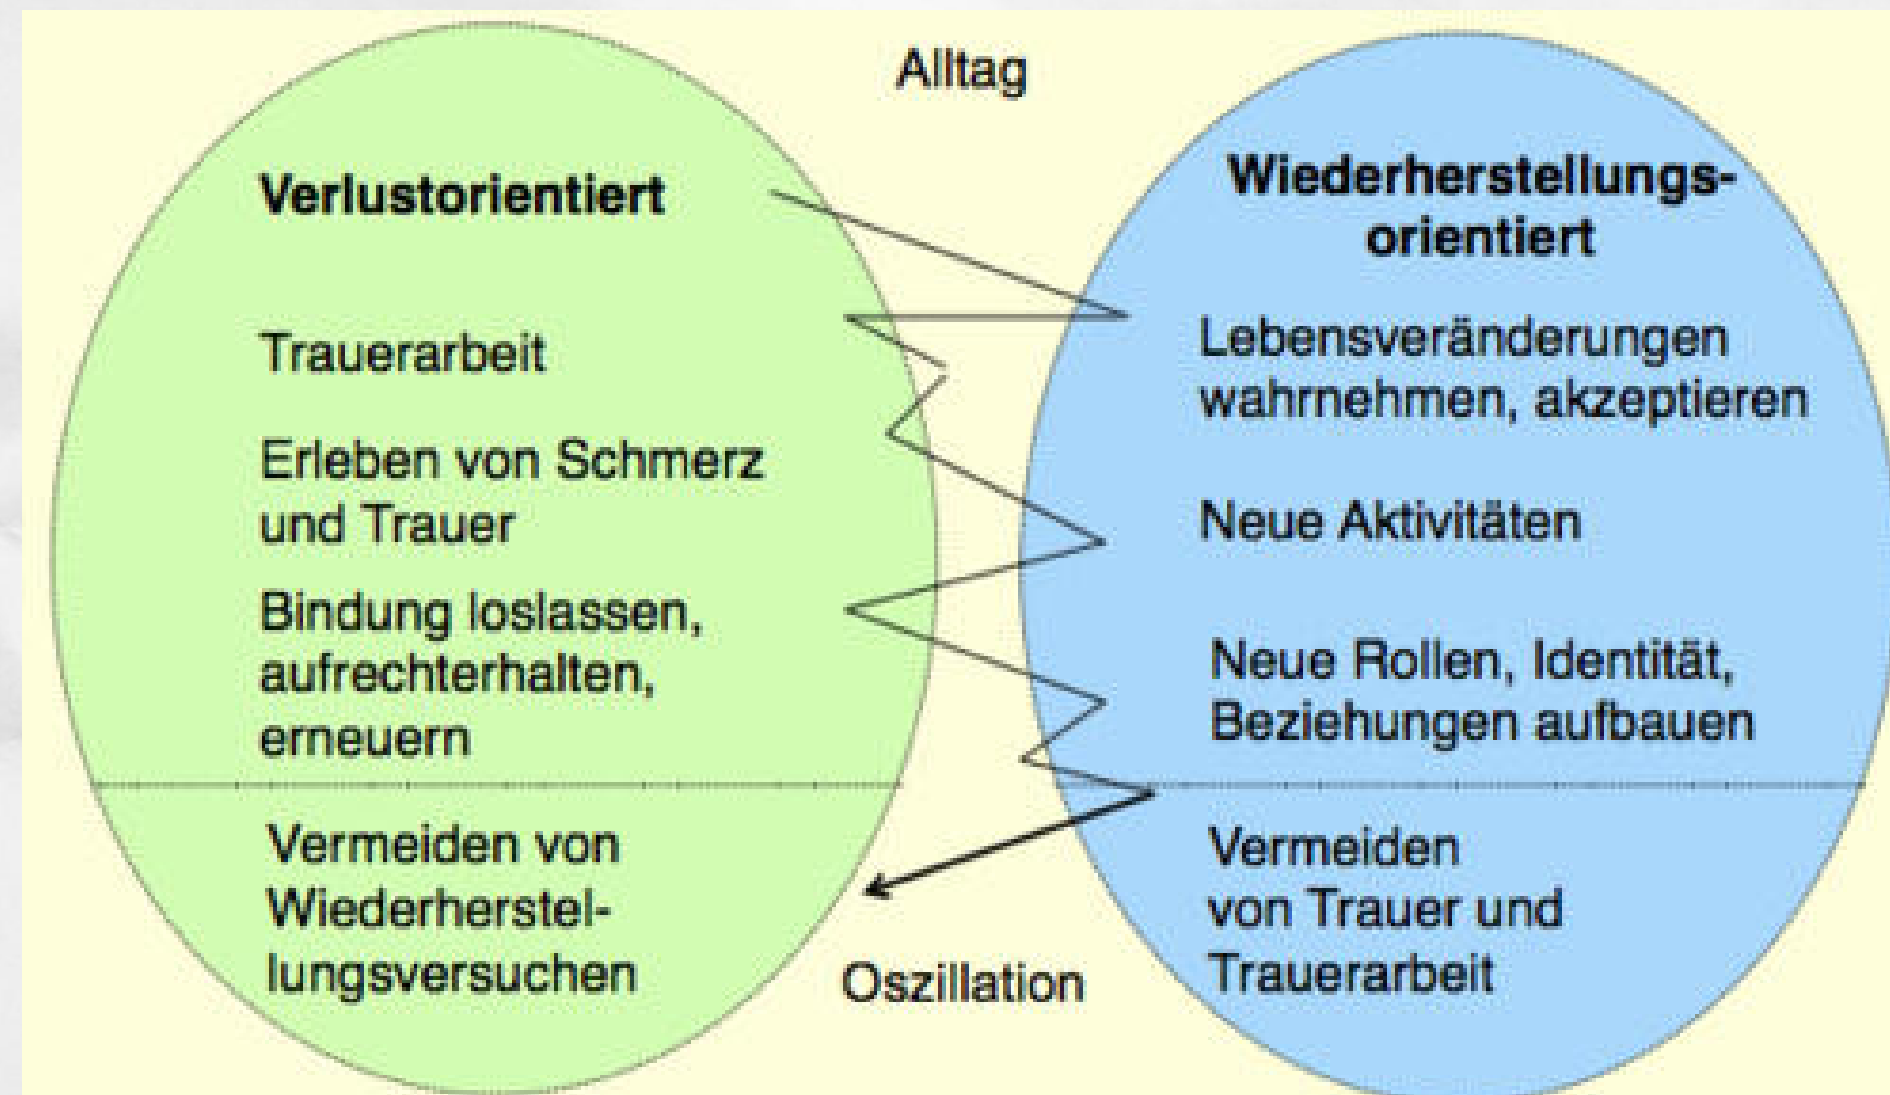 Alltag
Verlustorientiert
Trauerarbeit
Erleben von Schmerz
und Trauer
Bindung loslassen,
aufrechterhalten,
erneuern
Vermeiden von
Wiederherstel-
lungsversuchen
Wiederherstellungs-
orientiert
Lebensveränderungen
wahrnehmen, akzeptieren
Neue Aktivitäten
Neue Rollen, Identität,
Beziehungen aufbauen
Vermeiden
von Trauer und
Trauerarbeit
Oszillation